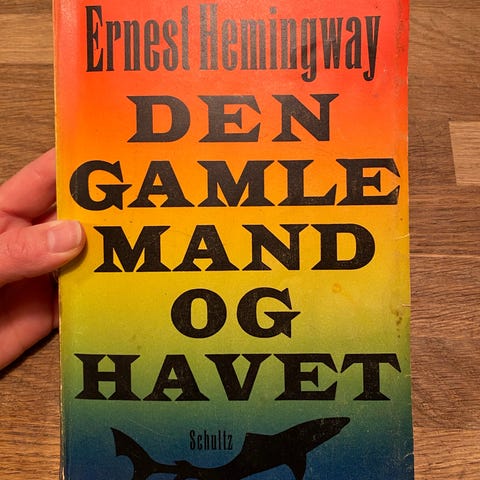 Ernest Hemingway
DEN
GAMLE
MAND
OG
HAVET
Schultz